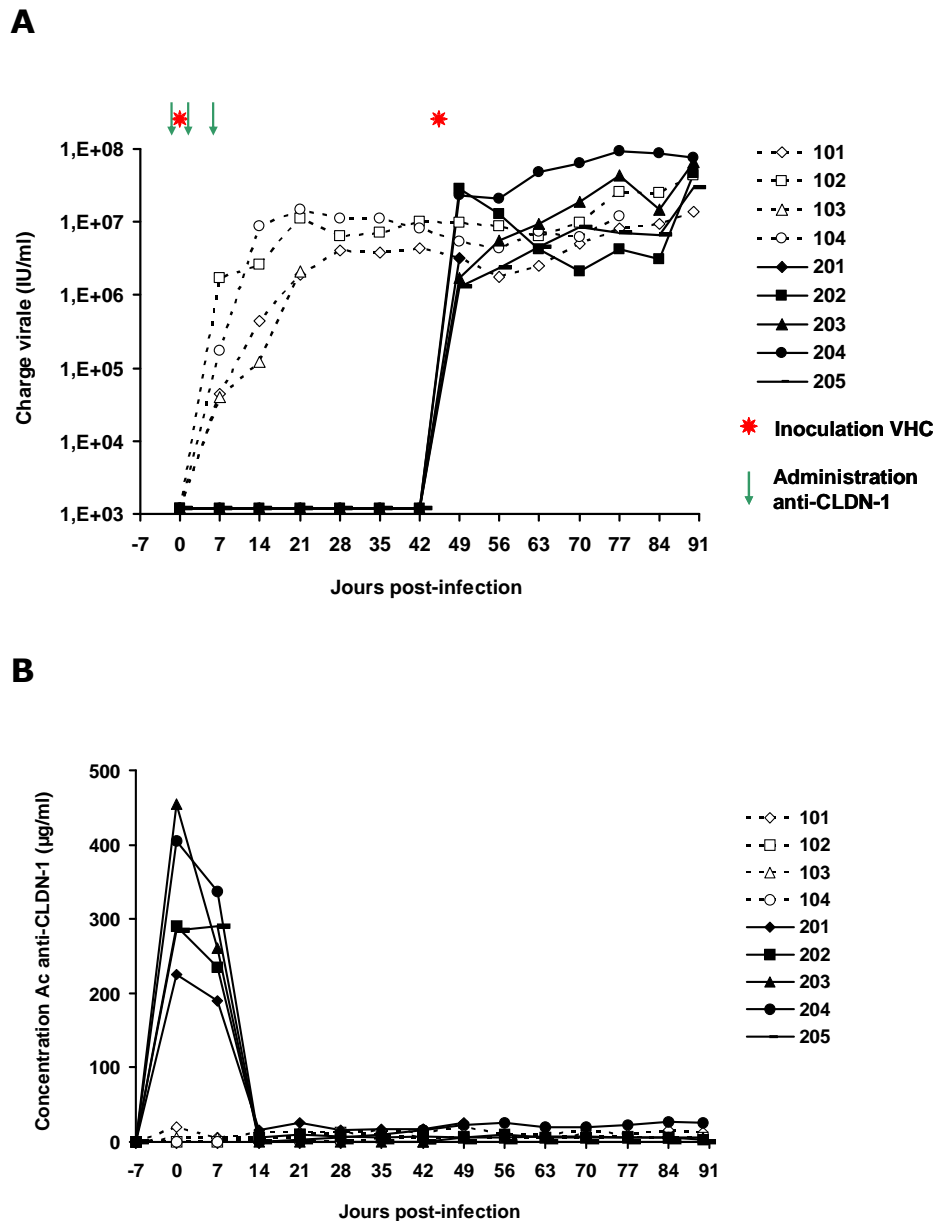 A
1,E+08
1,E+07
1,E+06
1,E+05
1,E+04
1,E+03
Charge virale (IU/ml)
-7 0 7 14 21 28 35 42 49 56 63 70 77 84 91
Jours post-infection
101
102
103
104
201
202
203
204
205
Inoculation VHC
Administration
anti-CLDN-1
B
500
400
300
200
100
0
Concentration Ac anti-CLDN-1 (µg/ml)
-7 0 7 14 21 28 35 42 49 56 63 70 77 84 91
Jours post-infection
101
102
103
104
201
202
203
204
205